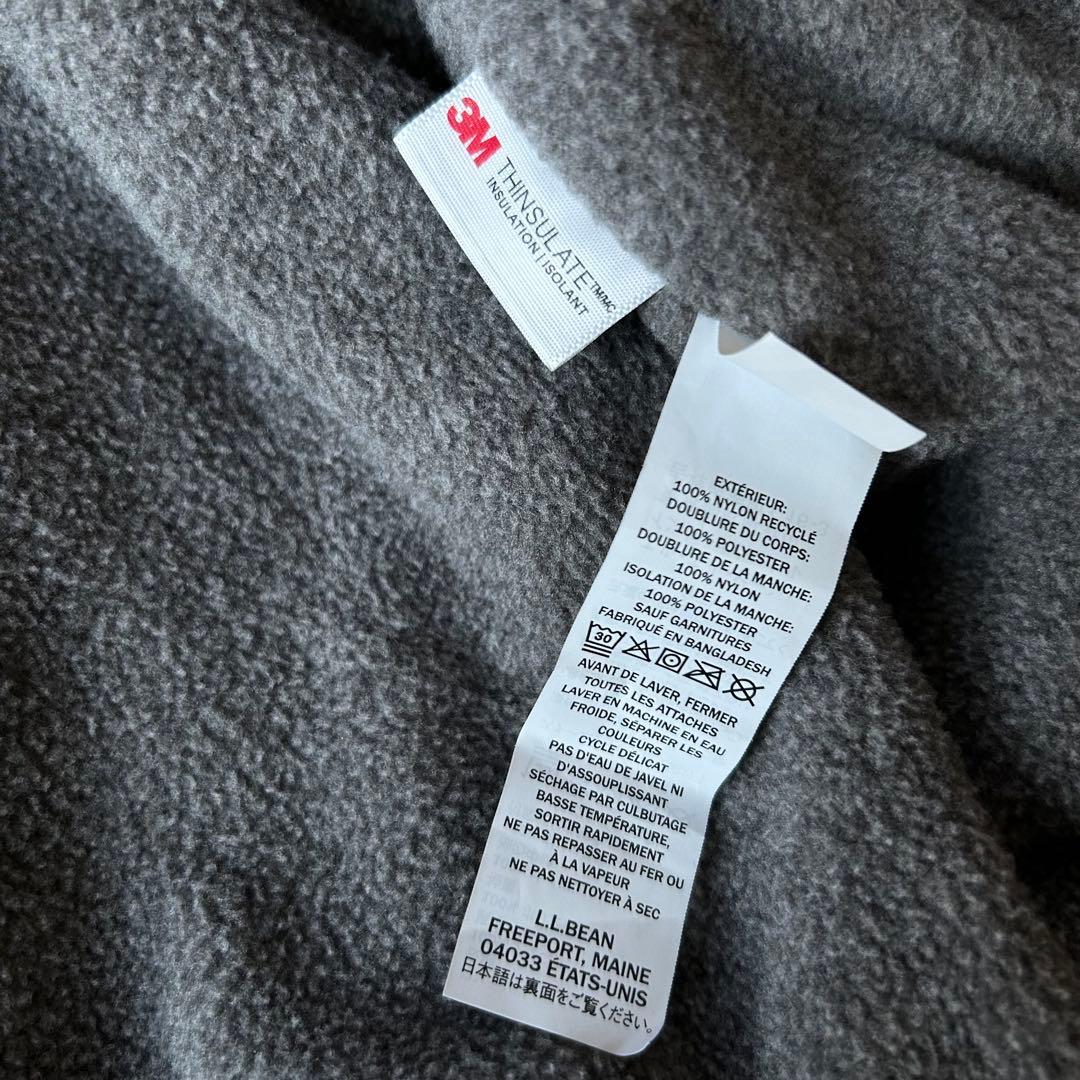 3M
THINSULATE™/MC
INSULATION | ISOLANT
EXTÉRIEUR:
100% NYLON RECYCLÉ
DOUBLURE DU CORPS:
100% POLYESTER
DOUBLURE DE LA MANCHE:
100% NYLON
ISOLATION DE LA MANCHE:
100% POLYESTER
SAUF GARNITURES
FABRIQUÉ EN BANGLADESH
30
AVANT DE LAVER, FERMER
TOUTES LES ATTACHES
LAVER EN MACHINE EN EAU
FROIDE, SÉPARER LES
COULEURS
CYCLE DÉLICAT
PAS D'EAU DE JAVEL NI
D'ASSOUPLISSANT
SÉCHAGE PAR CULBUTAGE
BASSE TEMPÉRATURE,
SORTIR RAPIDEMENT
NE PAS REPASSER AU FER OU
À LA VAPEUR
NE PAS NETTOYER À SEC
L.L.BEAN
FREEPORT, MAINE
04033 ÉTATS-UNIS
日本語は裏面をご覧ください。